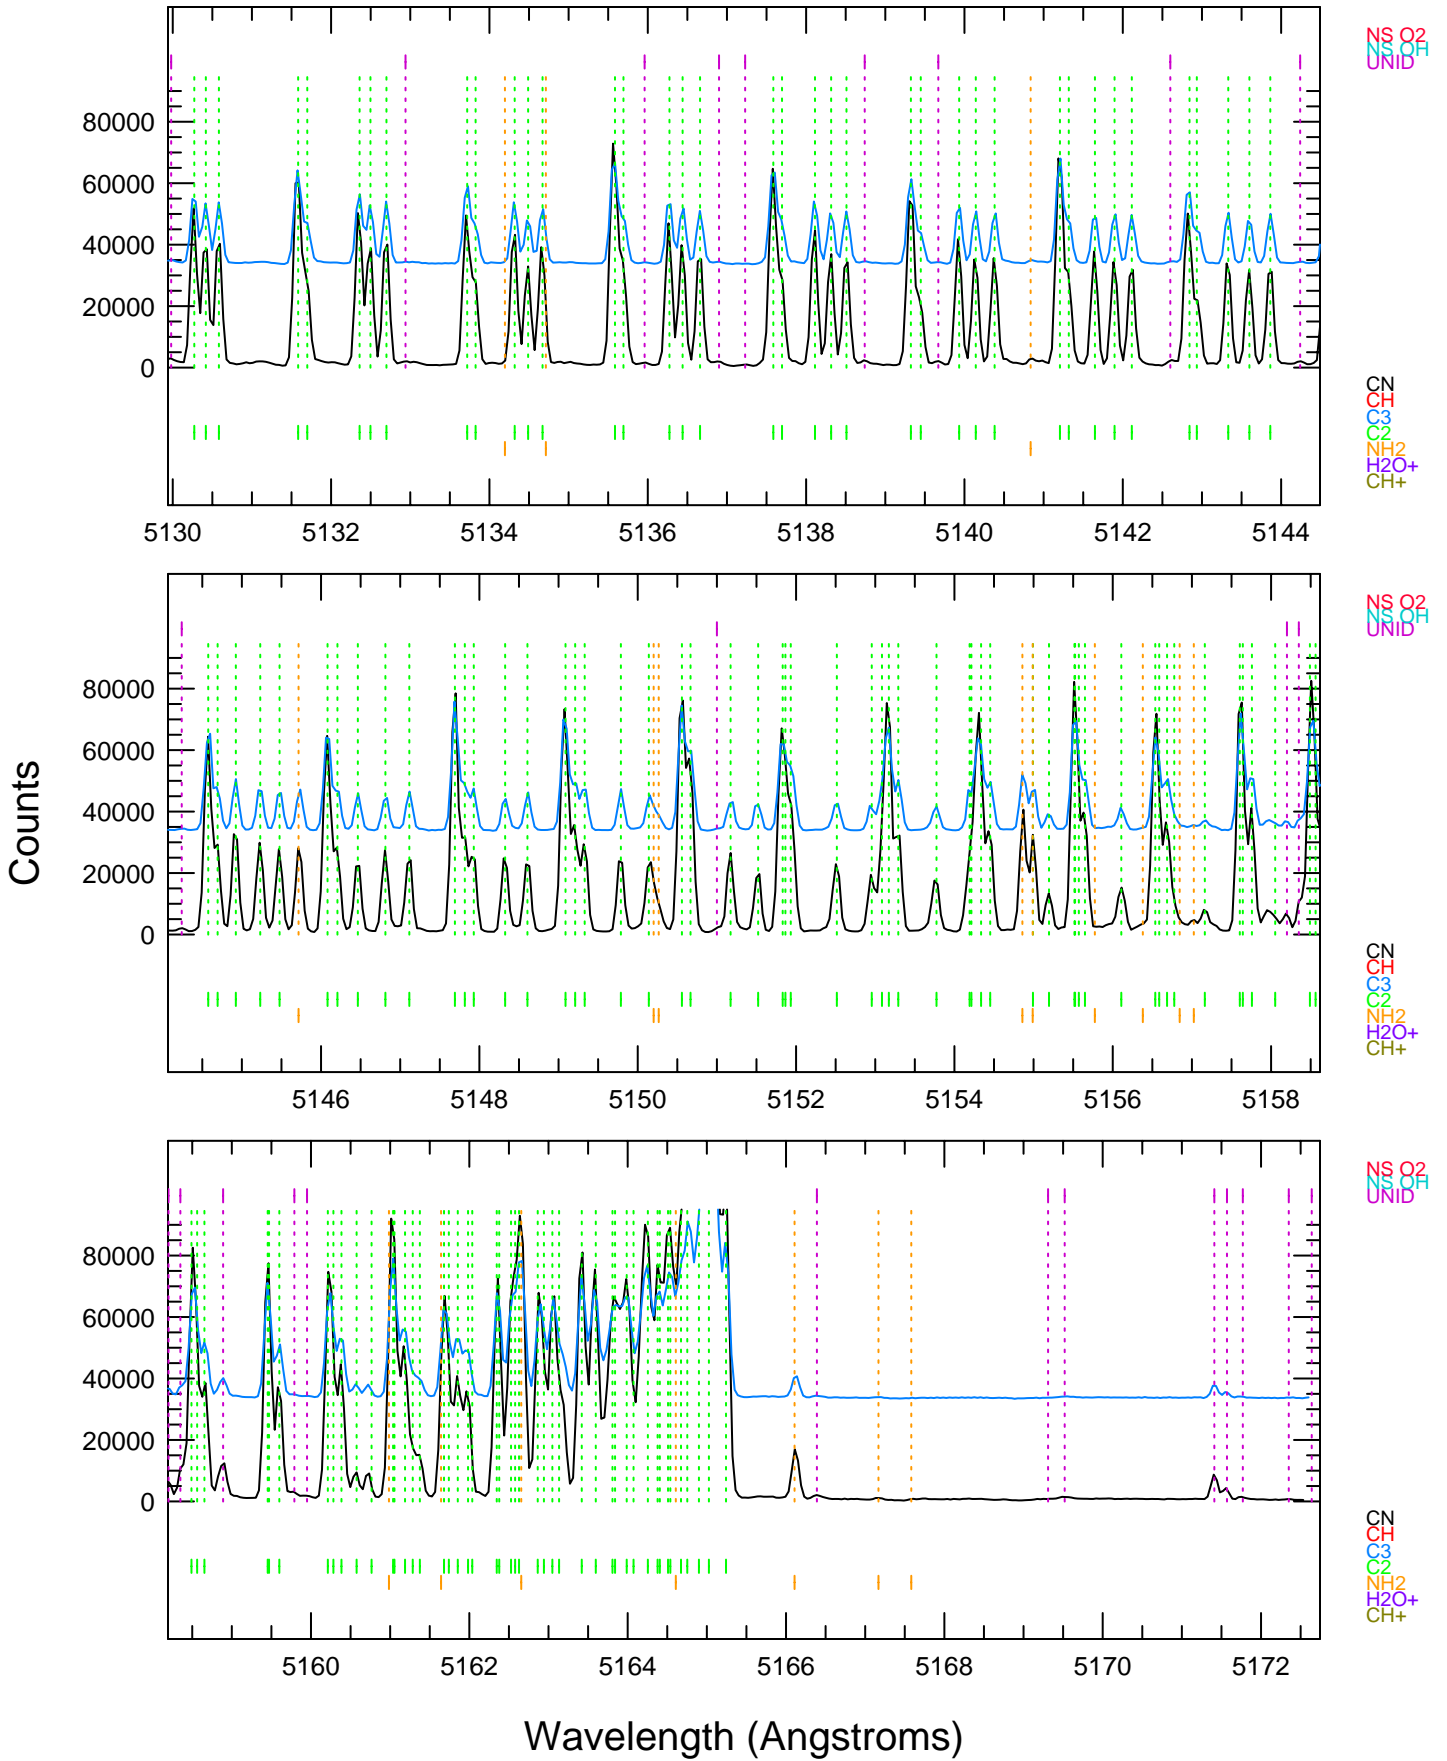 NS O2
NS OH
UNID
80000
60000
40000
20000
0
CN
CH
C3
C2
NH2
H2O+
CH+
5130 5132 5134 5136 5138 5140 5142 5144
NS O2
NS OH
UNID
80000
60000
40000
20000
0
CN
CH
C3
C2
NH2
H2O+
CH+
5146 5148 5150 5152 5154 5156 5158
Counts
NS O2
NS OH
UNID
80000
60000
40000
20000
0
CN
CH
C3
C2
NH2
H2O+
CH+
5160 5162 5164 5166 5168 5170 5172
Wavelength (Angstroms)